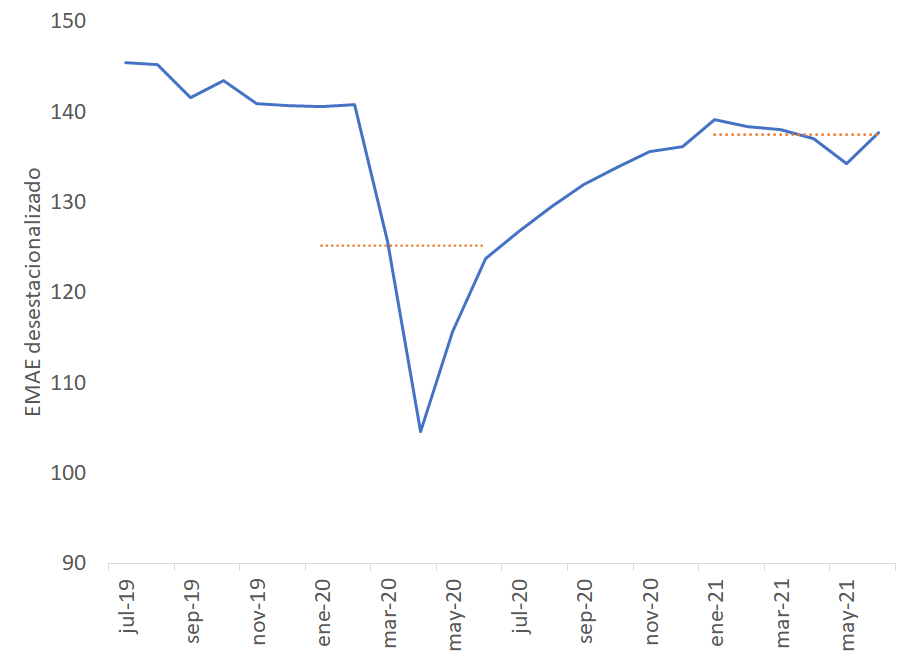 EMAE desestacionalizado
150
140
130
120
110
100
90
jul-19
sep-19
nov-19
ene-20
mar-20
may-20
jul-20
sep-20
nov-20
ene-21
mar-21
may-21